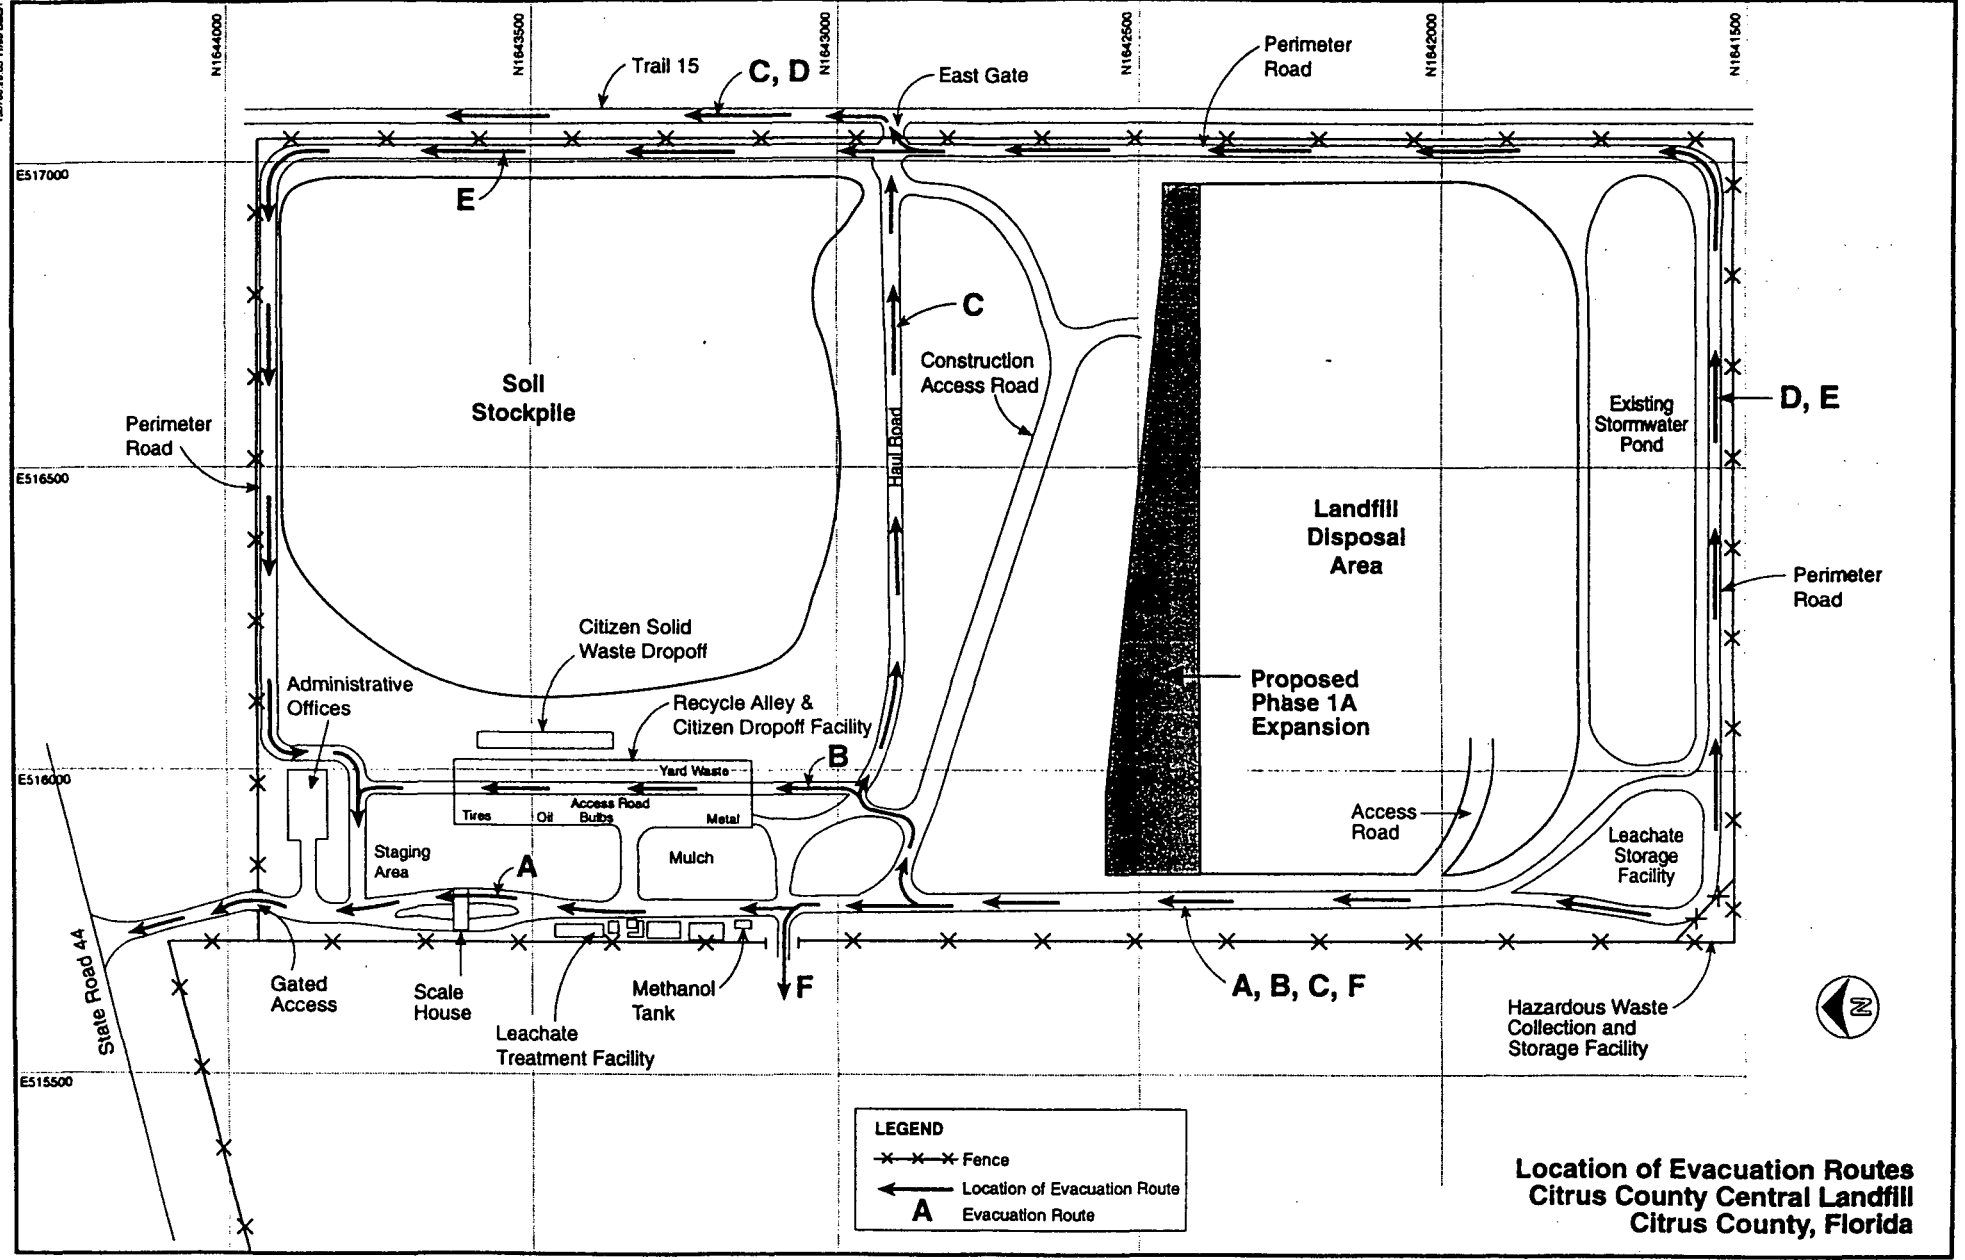 N1644000
N1643500
N1643000
N1642500
N1642000
N1641500
Trail 15
C, D
East Gate
Perimeter
Road
E517000
E
C
Construction
Access Road
Haul Road
Soil
Stockpile
Perimeter
Road
E516500
Existing
Stormwater
Pond
D, E
Landfill
Disposal
Area
Perimeter
Road
Citizen Solid
Waste Dropoff
Administrative
Offices
Recycle Alley &
Citizen Dropoff Facility
Proposed
Phase 1A
Expansion
B
E516000
Yard Waste
Access Road
Tires
Oil
Bulbs
Metal
Access
Road
Leachate
Storage
Facility
Staging
Area
Mulch
A
State Road 44
Gated
Access
Scale
House
Leachate
Treatment Facility
Methanol
Tank
F
A, B, C, F
Hazardous Waste
Collection and
Storage Facility
N
E515500
LEGEND
Fence
Location of Evacuation Route
A
Evacuation Route
Location of Evacuation Routes
Citrus County Central Landfill
Citrus County, Florida